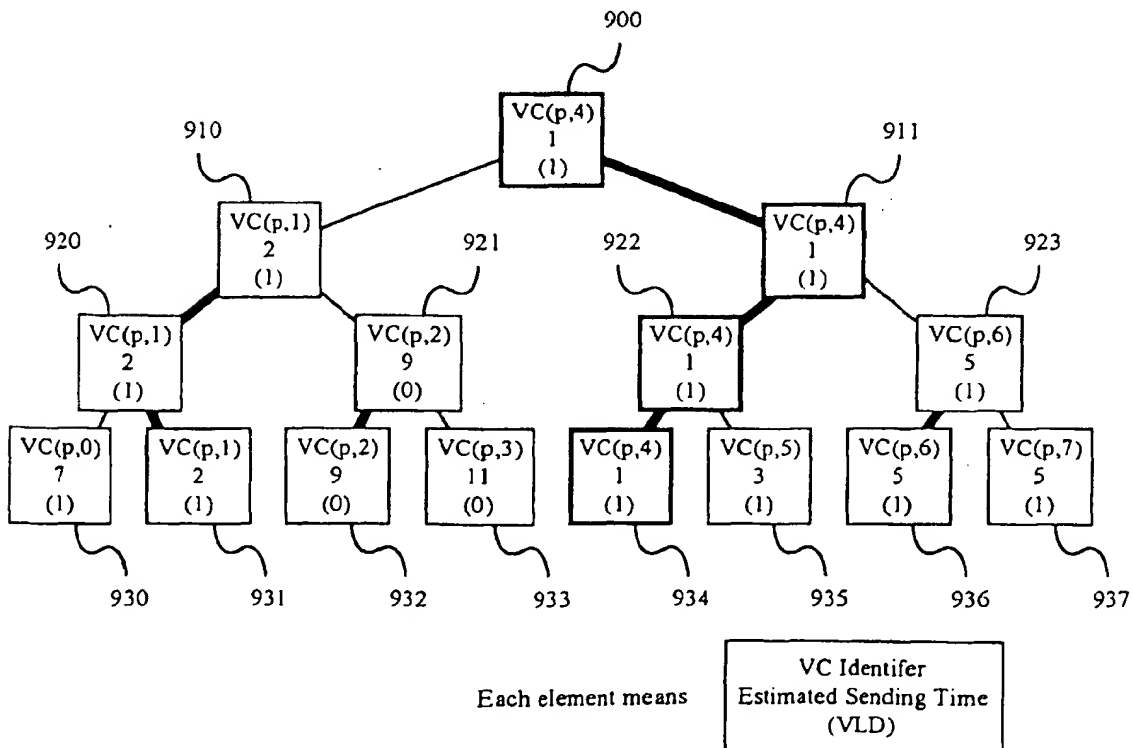 900
VC(p,4)
1
(1)
910
911
VC(p,1)
2
(1)
VC(p,4)
1
(1)
920
921
922
923
VC(p,1)
2
(1)
VC(p,2)
9
(0)
VC(p,4)
1
(1)
VC(p,6)
5
(1)
VC(p,0)
7
(1)
VC(p,1)
2
(1)
VC(p,2)
9
(0)
VC(p,3)
11
(0)
VC(p,4)
1
(1)
VC(p,5)
3
(1)
VC(p,6)
5
(1)
VC(p,7)
5
(1)
930
931
932
933
934
935
936
937
Each element means
VC Identifer
Estimated Sending Time
(VLD)